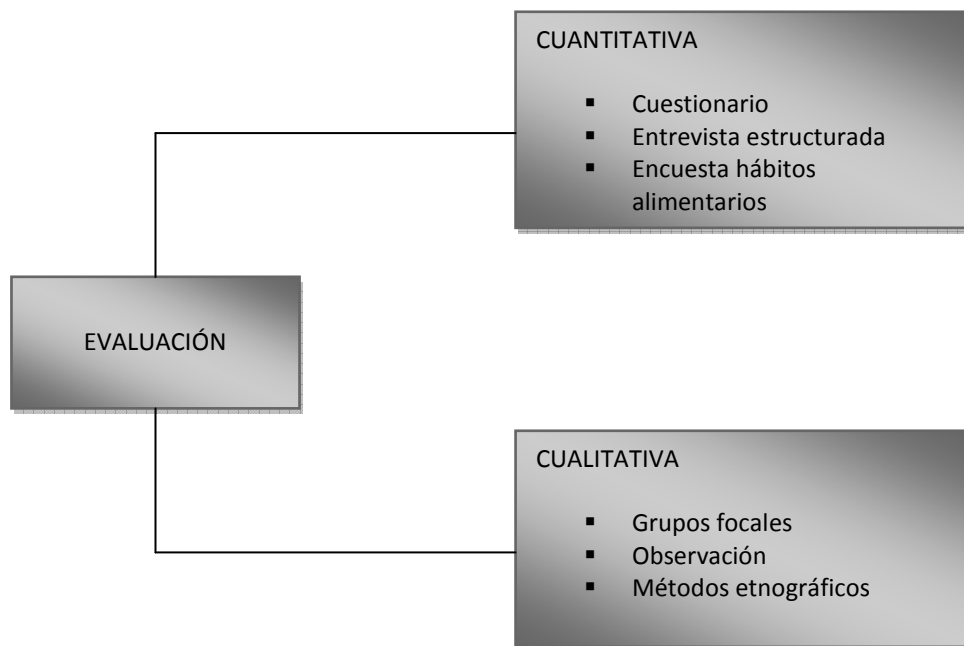 CUANTITATIVA
▪ Cuestionario
▪ Entrevista estructurada
▪ Encuesta hábitos
alimentarios
EVALUACIÓN
CUALITATIVA
▪ Grupos focales
▪ Observación
▪ Métodos etnográficos